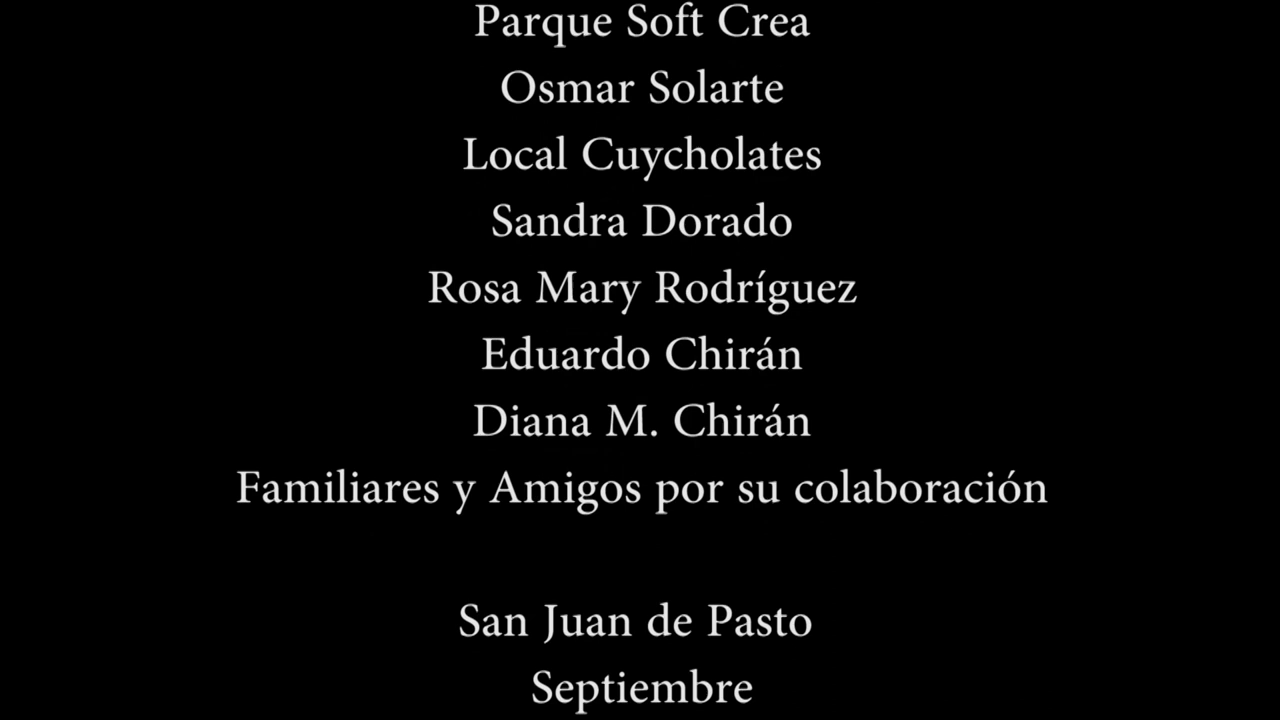 Parque Soft Crea
Osmar Solarte
Local Cuycholates
Sandra Dorado
Rosa Mary Rodríguez
Eduardo Chirán
Diana M. Chirán
Familiares y Amigos por su colaboración
San Juan de Pasto
Septiembre